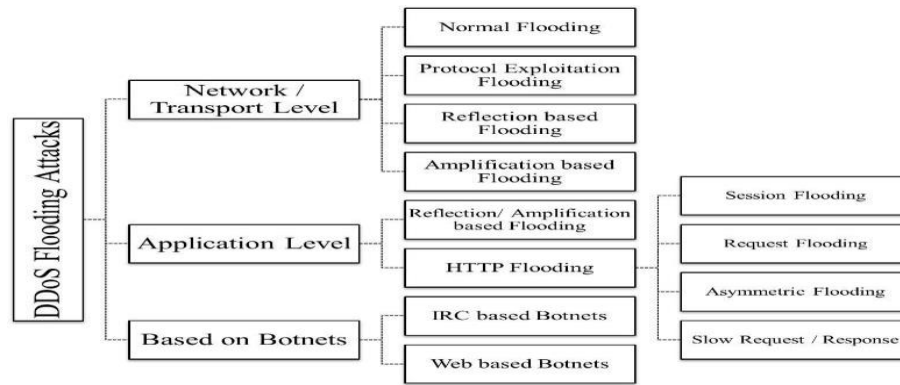 DDoS Flooding Attacks
Network /
Transport Level
Normal Flooding
Protocol Exploitation
Flooding
Reflection based
Flooding
Amplification based
Flooding
Application Level
Reflection/ Amplification
based Flooding
HTTP Flooding
Session Flooding
Request Flooding
Asymmetric Flooding
Slow Request / Response
Based on Botnets
IRC based Botnets
Web based Botnets